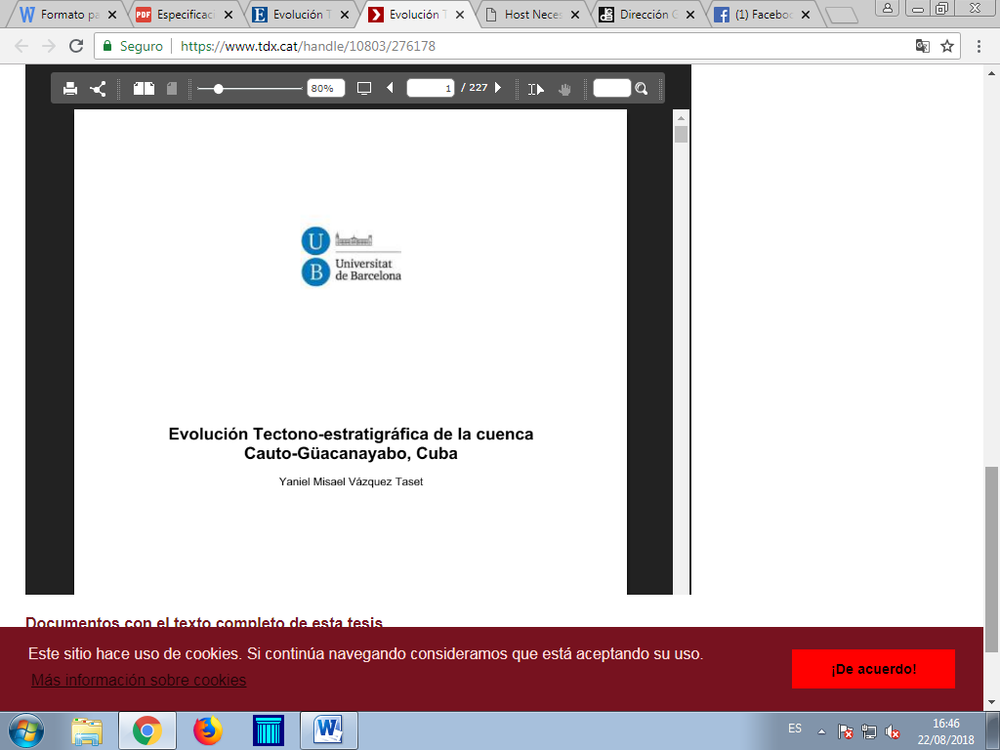 Formato pa
Especificaci
Evolución T
Evolución T
Host Neces
Dirección G
(1) Faceboo
Seguro
https://www.tdx.cat/handle/10803/276178
80%
1 / 227
U
B
Universitat
de Barcelona
Evolución Tectono-estratigráfica de la cuenca
Cauto-Güacanayabo, Cuba
Yaniel Misael Vázquez Taset
Documentos con el texto completo de esta tesis
Este sitio hace uso de cookies. Si continúa navegando consideramos que está aceptando su uso.
Más información sobre cookies
¡De acuerdo!
ES
16:46
22/08/2018